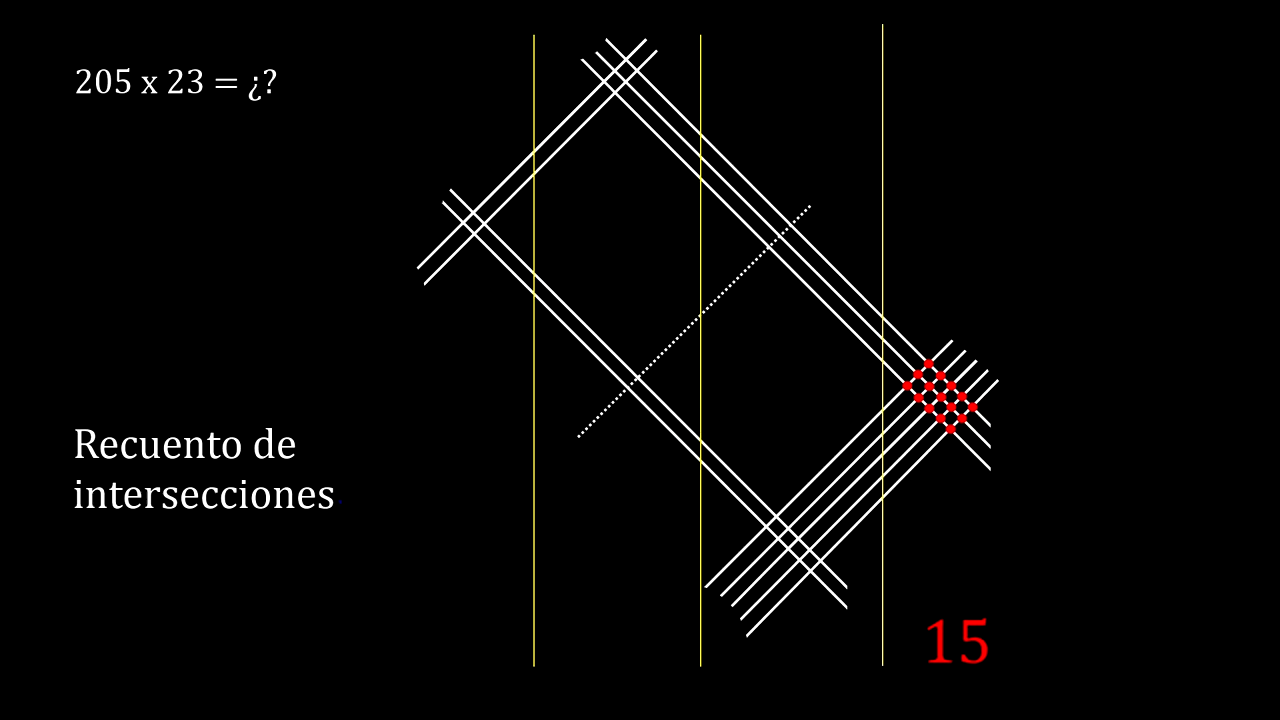 205 x 23 = ¿?
Recuento de
intersecciones
15